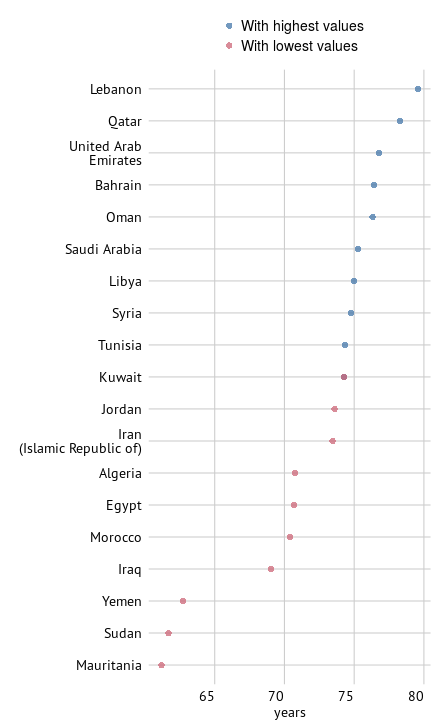 With highest values
With lowest values
Lebanon
Qatar
United Arab
Emirates
Bahrain
Oman
Saudi Arabia
Libya
Syria
Tunisia
Kuwait
Jordan
Iran
(Islamic Republic of)
Algeria
Egypt
Morocco
Iraq
Yemen
Sudan
Mauritania
65 70 75 80
years